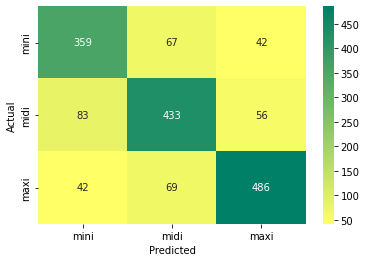 mini 359 67 42
midi 83 433 56
maxi 42 69 486
mini midi maxi
Predicted
Actual
450
400
350
300
250
200
150
100
50